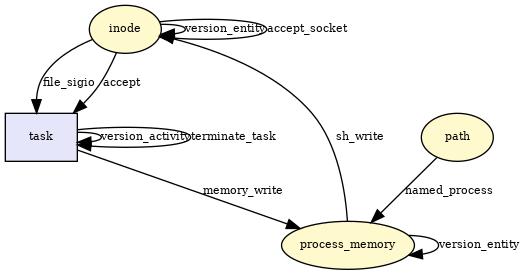 inode
version_entity
accept_socket
file_sigio
accept
task
version_activity
terminate_task
sh_write
path
memory_write
named_process
process_memory
version_entity